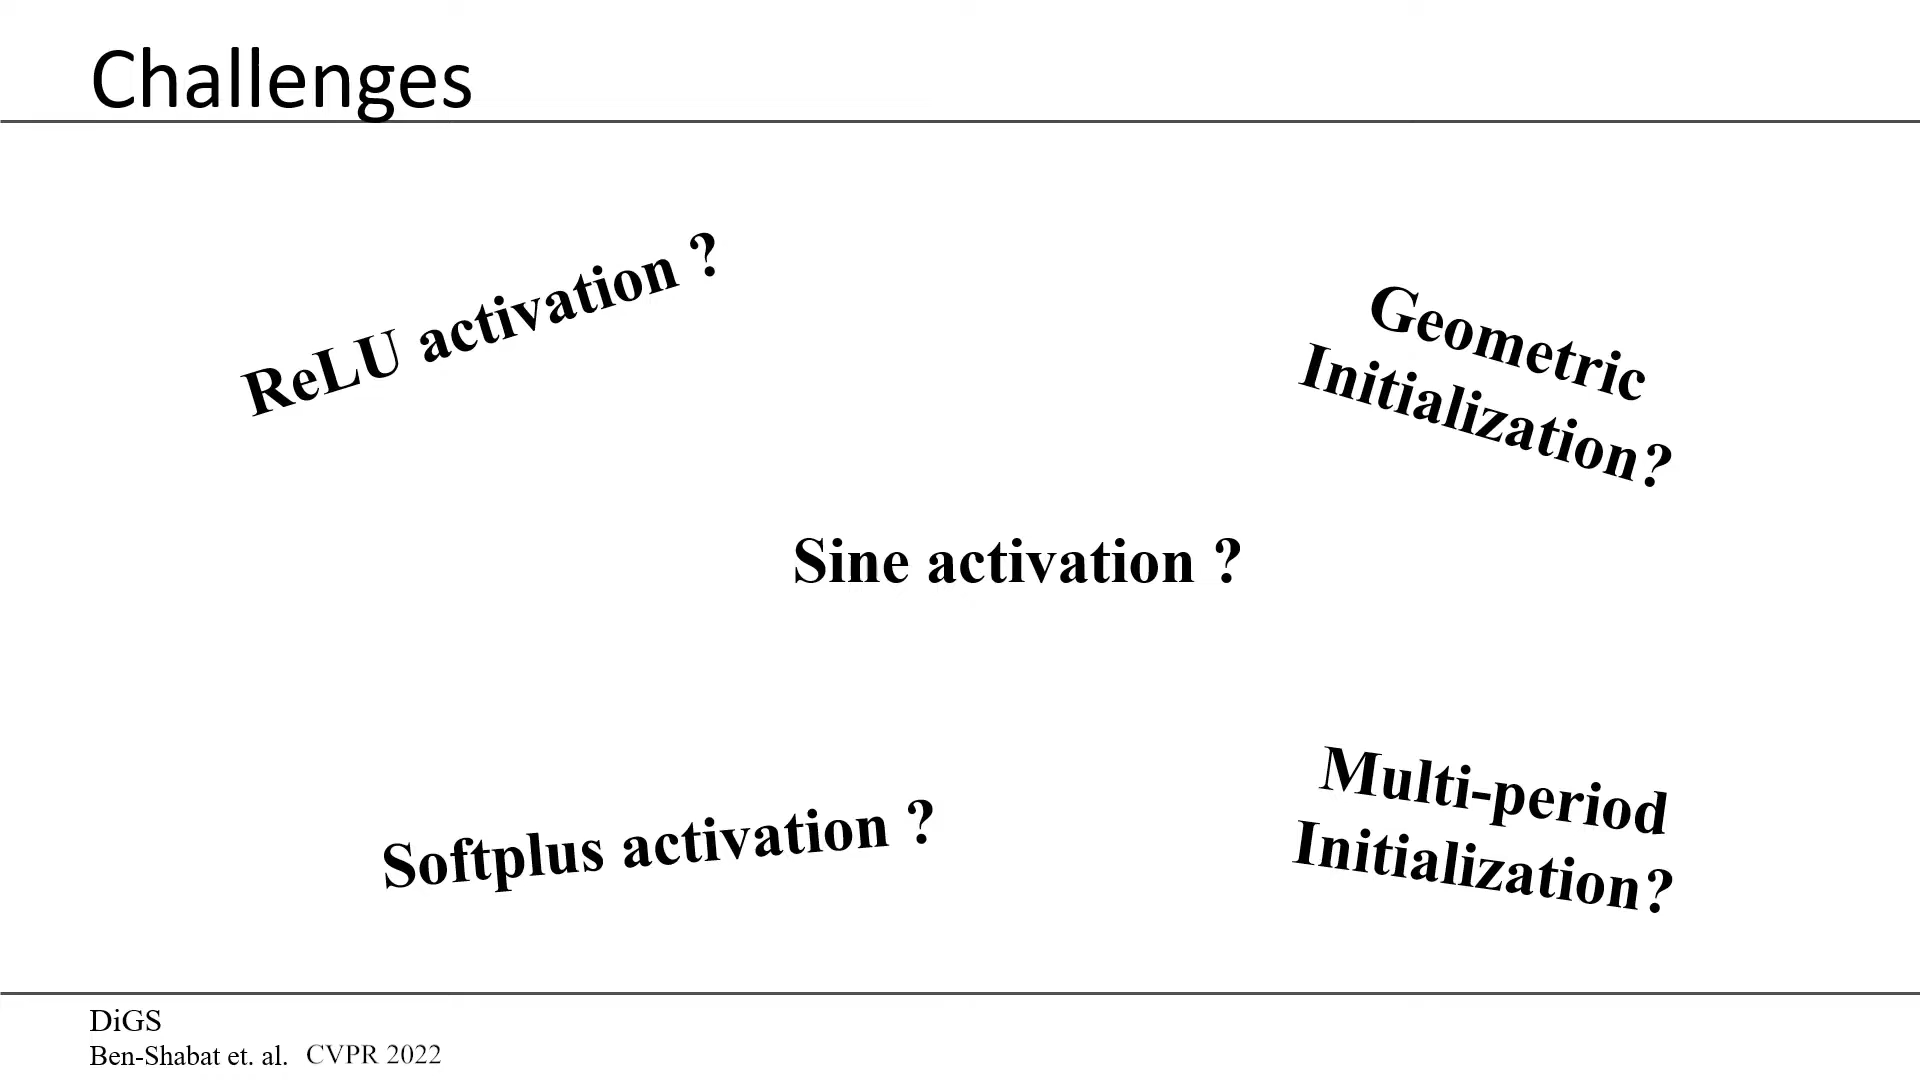 Challenges
ReLU activation ?
Geometric
Initialization?
Sine activation ?
Softplus activation ?
Multi-period
Initialization?
DiGS
Ben-Shabat et. al. CVPR 2022